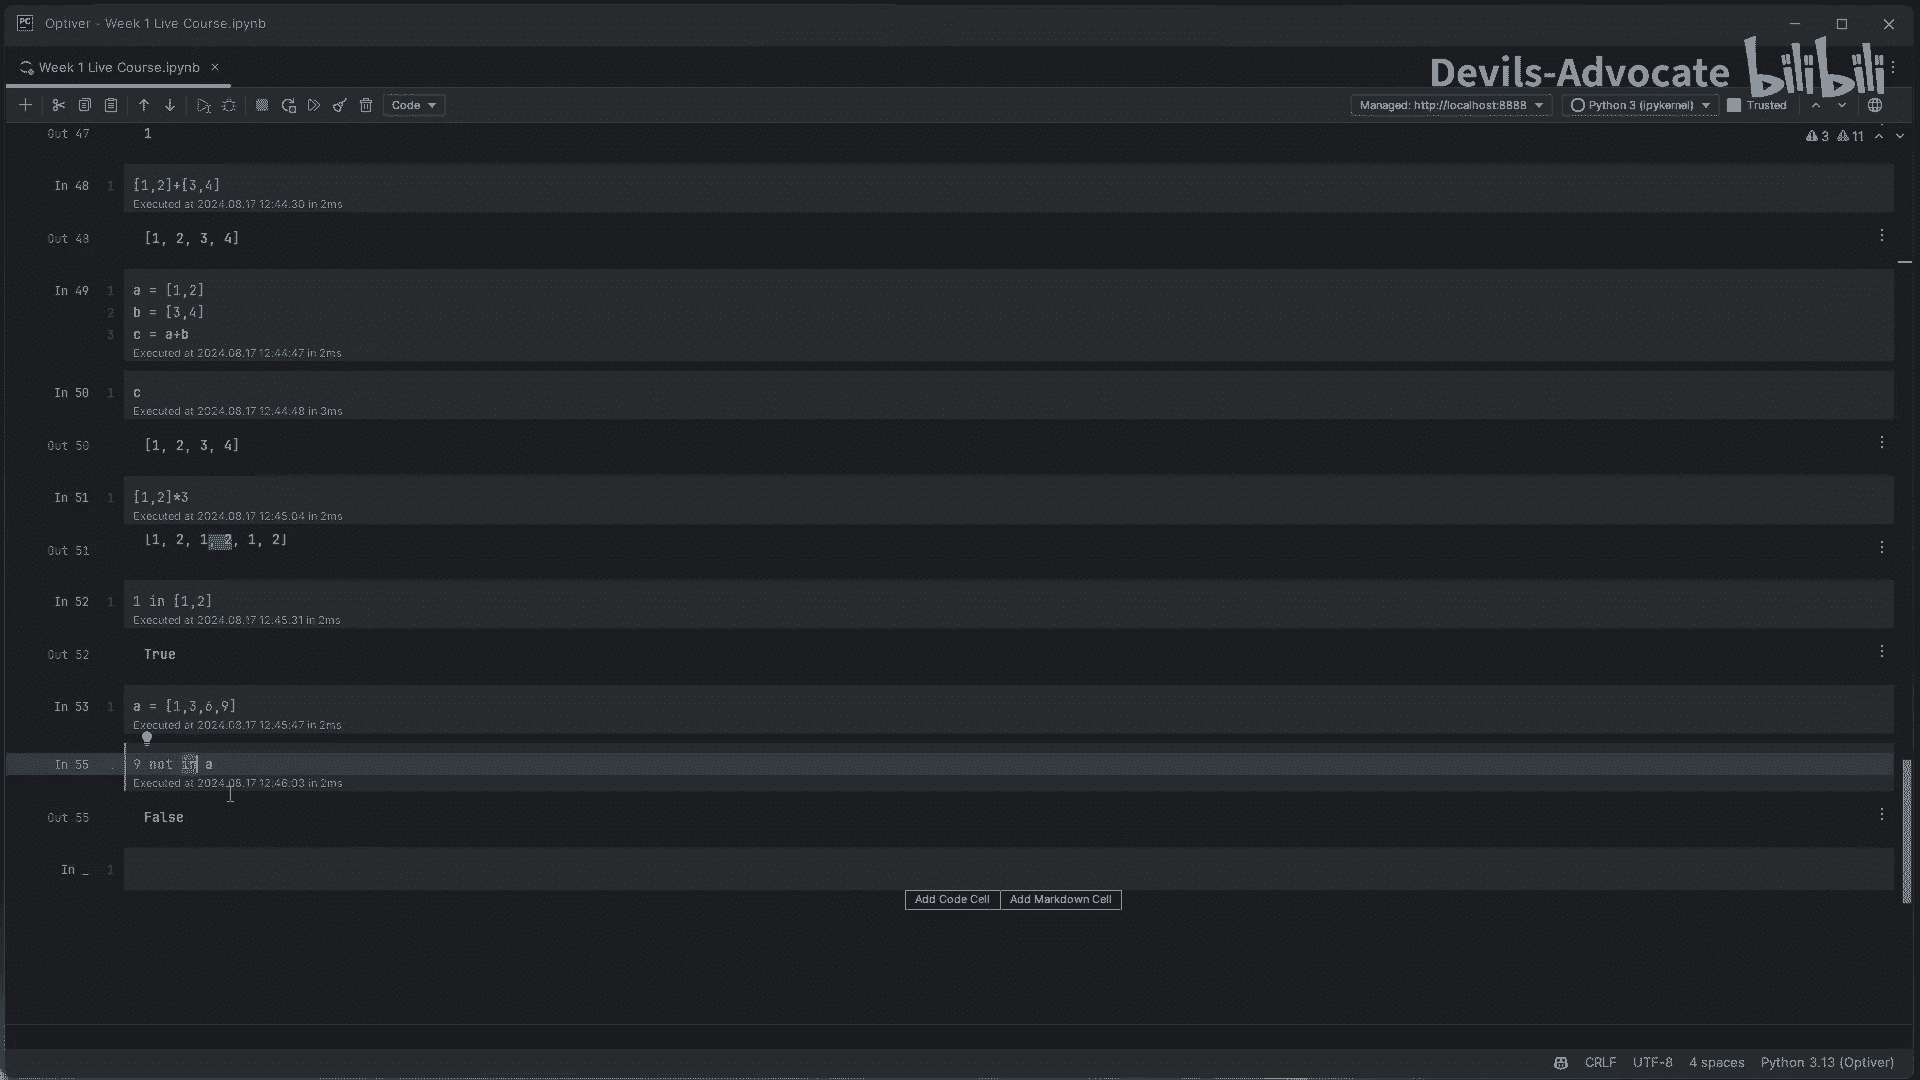 Optiver - Week 1 Live Course.ipynb
Week 1 Live Course.ipynb
Devils-Advocate bilibili
Code
Managed: http://localhost:8888
Python 3 (ipykernel)
Trusted
Out 47
1
3 11
In 48
1
[1,2]+[3,4]
Executed at 2024.08.17 12:44:30 in 2ms
Out 48
[1, 2, 3, 4]
In 49
1
a = [1,2]
2
b = [3,4]
3
c = a+b
Executed at 2024.08.17 12:44:47 in 2ms
In 50
1
c
Executed at 2024.08.17 12:44:48 in 3ms
Out 50
[1, 2, 3, 4]
In 51
1
[1,2]*3
Executed at 2024.08.17 12:45:04 in 2ms
Out 51
[1, 2, 1, 2, 1, 2]
In 52
1
1 in [1,2]
Executed at 2024.08.17 12:45:31 in 2ms
Out 52
True
In 53
1
a = [1,3,6,9]
Executed at 2024.08.17 12:45:47 in 2ms
In 55
9 not in a
Executed at 2024.08.17 12:46:03 in 2ms
Out 55
False
In _
1
Add Code Cell
Add Markdown Cell
CRLF UTF-8 4 spaces Python 3.13 (Optiver)